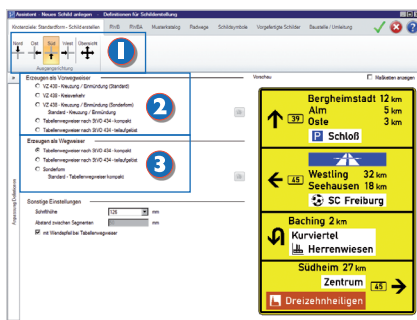 Assistent - Neues Schild anlegen - Definitionen für Schildbestellung
Knotenziele: Standardform - Schild erstellen
PInB
Musterkatalog
Radwege
Schildsymbole
Vorgefertigte Schilder
Baustelle / Umleitung
Nord
Ost
Süd
West
Übersicht
Ausgangsrichtung
1
Erzeugen als Vorwegweiser
VZ 438 - Kreuzung / Einmündung (Standard)
VZ 438 - Kreisverkehr
VZ 438 - Kreuzung / Einmündung (Sonderform)
Standard - Kreuzung / Einmündung
Tabellenwegweiser nach StVO 434 - kompakt
Tabellenwegweiser nach StVO 434 - teilaufgelöst
2
Erzeugen als Wegweiser
Tabellenwegweiser nach StVO 434 - kompakt
Tabellenwegweiser nach StVO 434 - teilaufgelöst
Sonderform
Standard - Tabellenwegweiser kompakt
3
Sonstige Einstellungen
Schrifthöhe
126
mm
Abstand zwischen Segmenten
mm
mit Wendepfeil bei Tabellenwegweiser
Vorschau
Maßketten anzeigen
Bergheimstadt 12 km
Alm 5 km
39
Oste 3 km
P Schloß
Westling 32 km
45
Seehausen 18 km
SC Freiburg
Baching 2 km
Kurviertel
Herrenwiesen
Südheim 27 km
Zentrum 45
Dreizehnheiligen